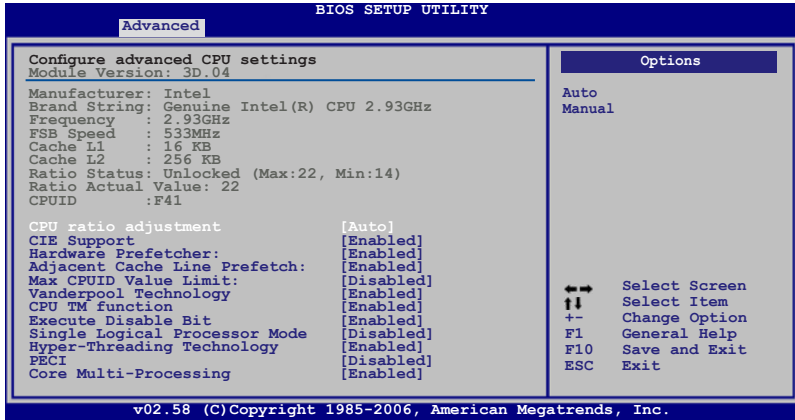 BIOS SETUP UTILITY
Advanced
Configure advanced CPU settings
Module Version: 3D.04
Manufacturer: Intel
Brand String: Genuine Intel(R) CPU 2.93GHz
Frequency : 2.93GHz
FSB Speed : 533MHz
Cache L1 : 16 KB
Cache L2 : 256 KB
Ratio Status: Unlocked (Max:22, Min:14)
Ratio Actual Value: 22
CPUID :F41
CPU ratio adjustment [Auto]
CIE Support [Enabled]
Hardware Prefetcher: [Enabled]
Adjacent Cache Line Prefetch: [Enabled]
Max CPUID Value Limit: [Disabled]
Vanderpool Technology [Enabled]
CPU TM function [Enabled]
Execute Disable Bit [Enabled]
Single Logical Processor Mode [Disabled]
Hyper-Threading Technology [Enabled]
PECI [Disabled]
Core Multi-Processing [Enabled]
Options
Auto
Manual
←→ Select Screen
↑↓ Select Item
+- Change Option
F1 General Help
F10 Save and Exit
ESC Exit
v02.58 (C)Copyright 1985-2006, American Megatrends, Inc.